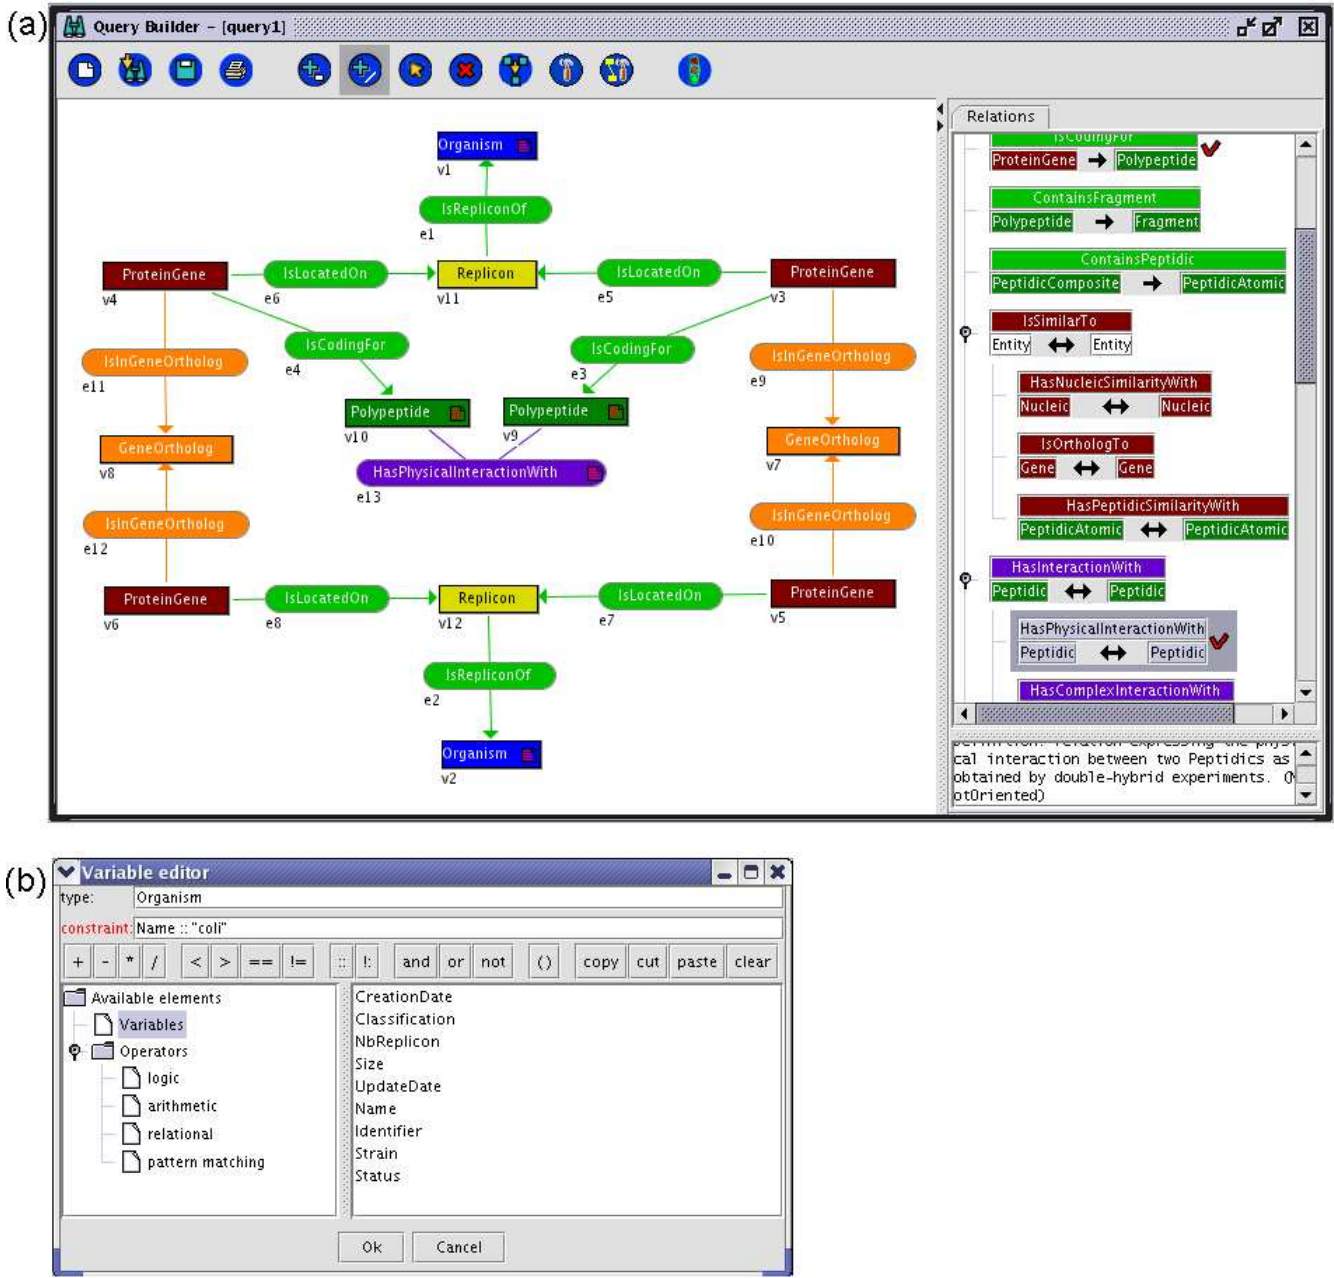 (a)
Query Builder – [query1]
Relations
Organism
v1
IsRepliconOf
e1
ProteinGene
v4
IsLocatedOn
e6
Replicon
v11
IsLocatedOn
e5
ProteinGene
v3
IsCodingFor
e4
IsCodingFor
e3
IsInGeneOrtholog
e11
IsInGeneOrtholog
e9
Polypeptide
v10
Polypeptide
v9
GeneOrtholog
v8
GeneOrtholog
v7
HasPhysicalInteractionWith
e13
IsInGeneOrtholog
e12
IsInGeneOrtholog
e10
ProteinGene
v6
IsLocatedOn
e8
Replicon
v12
IsLocatedOn
e7
ProteinGene
v5
IsRepliconOf
e2
Organism
v2
IsCodingFor
ProteinGene Polypeptide
ContainsFragment
Polypeptide Fragment
ContainsPeptidic
PeptidicComposite PeptidicAtomic
IsSimilarTo
Entity Entity
HasNucleicSimilarityWith
Nucleic Nucleic
IsOrthologTo
Gene Gene
HasPeptidicSimilarityWith
PeptidicAtomic PeptidicAtomic
HasInteractionWith
Peptidic Peptidic
HasPhysicalInteractionWith
Peptidic Peptidic
HasComplexInteractionWith
Definition: relation expressing the physi
cal interaction between two Peptidics as
obtained by double-hybrid experiments. (N
otOriented)
(b)
Variable editor
type: Organism
constraint: Name :: "coli"
+ - * / < > == != :: !: and or not () copy cut paste clear
Available elements
Variables
Operators
logic
arithmetic
relational
pattern matching
CreationDate
Classification
NbReplicon
Size
UpdateDate
Name
Identifier
Strain
Status
Ok Cancel